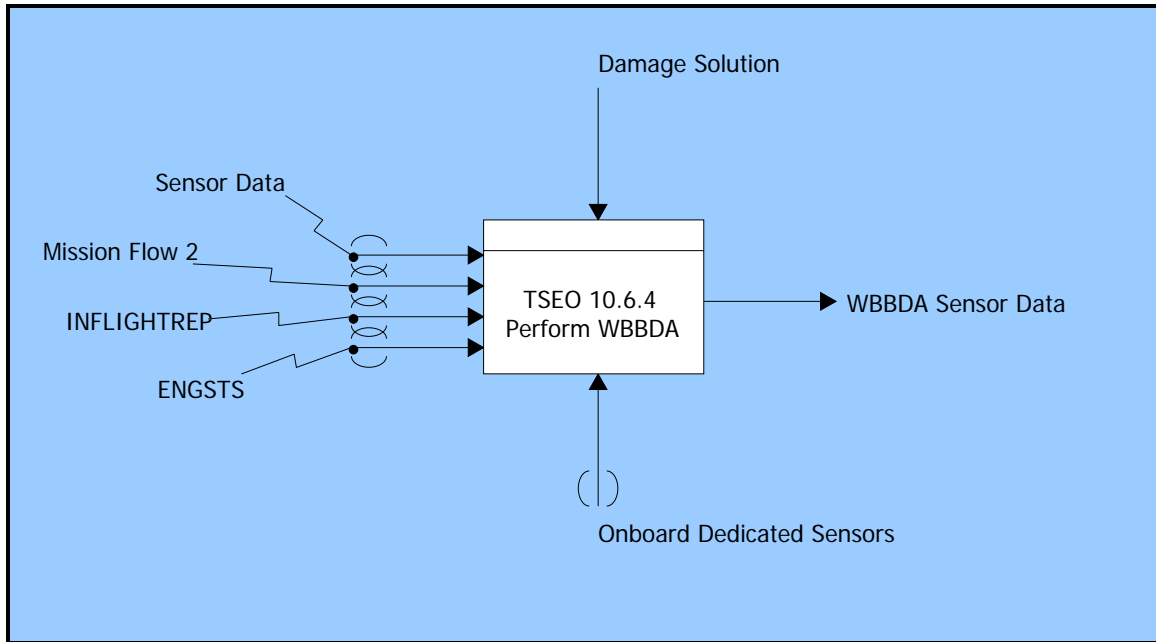 Damage Solution
Sensor Data
Mission Flow 2
INFLIGHTREP
ENGSTS
TSEO 10.6.4
Perform WBBDA
WBBDA Sensor Data
Onboard Dedicated Sensors